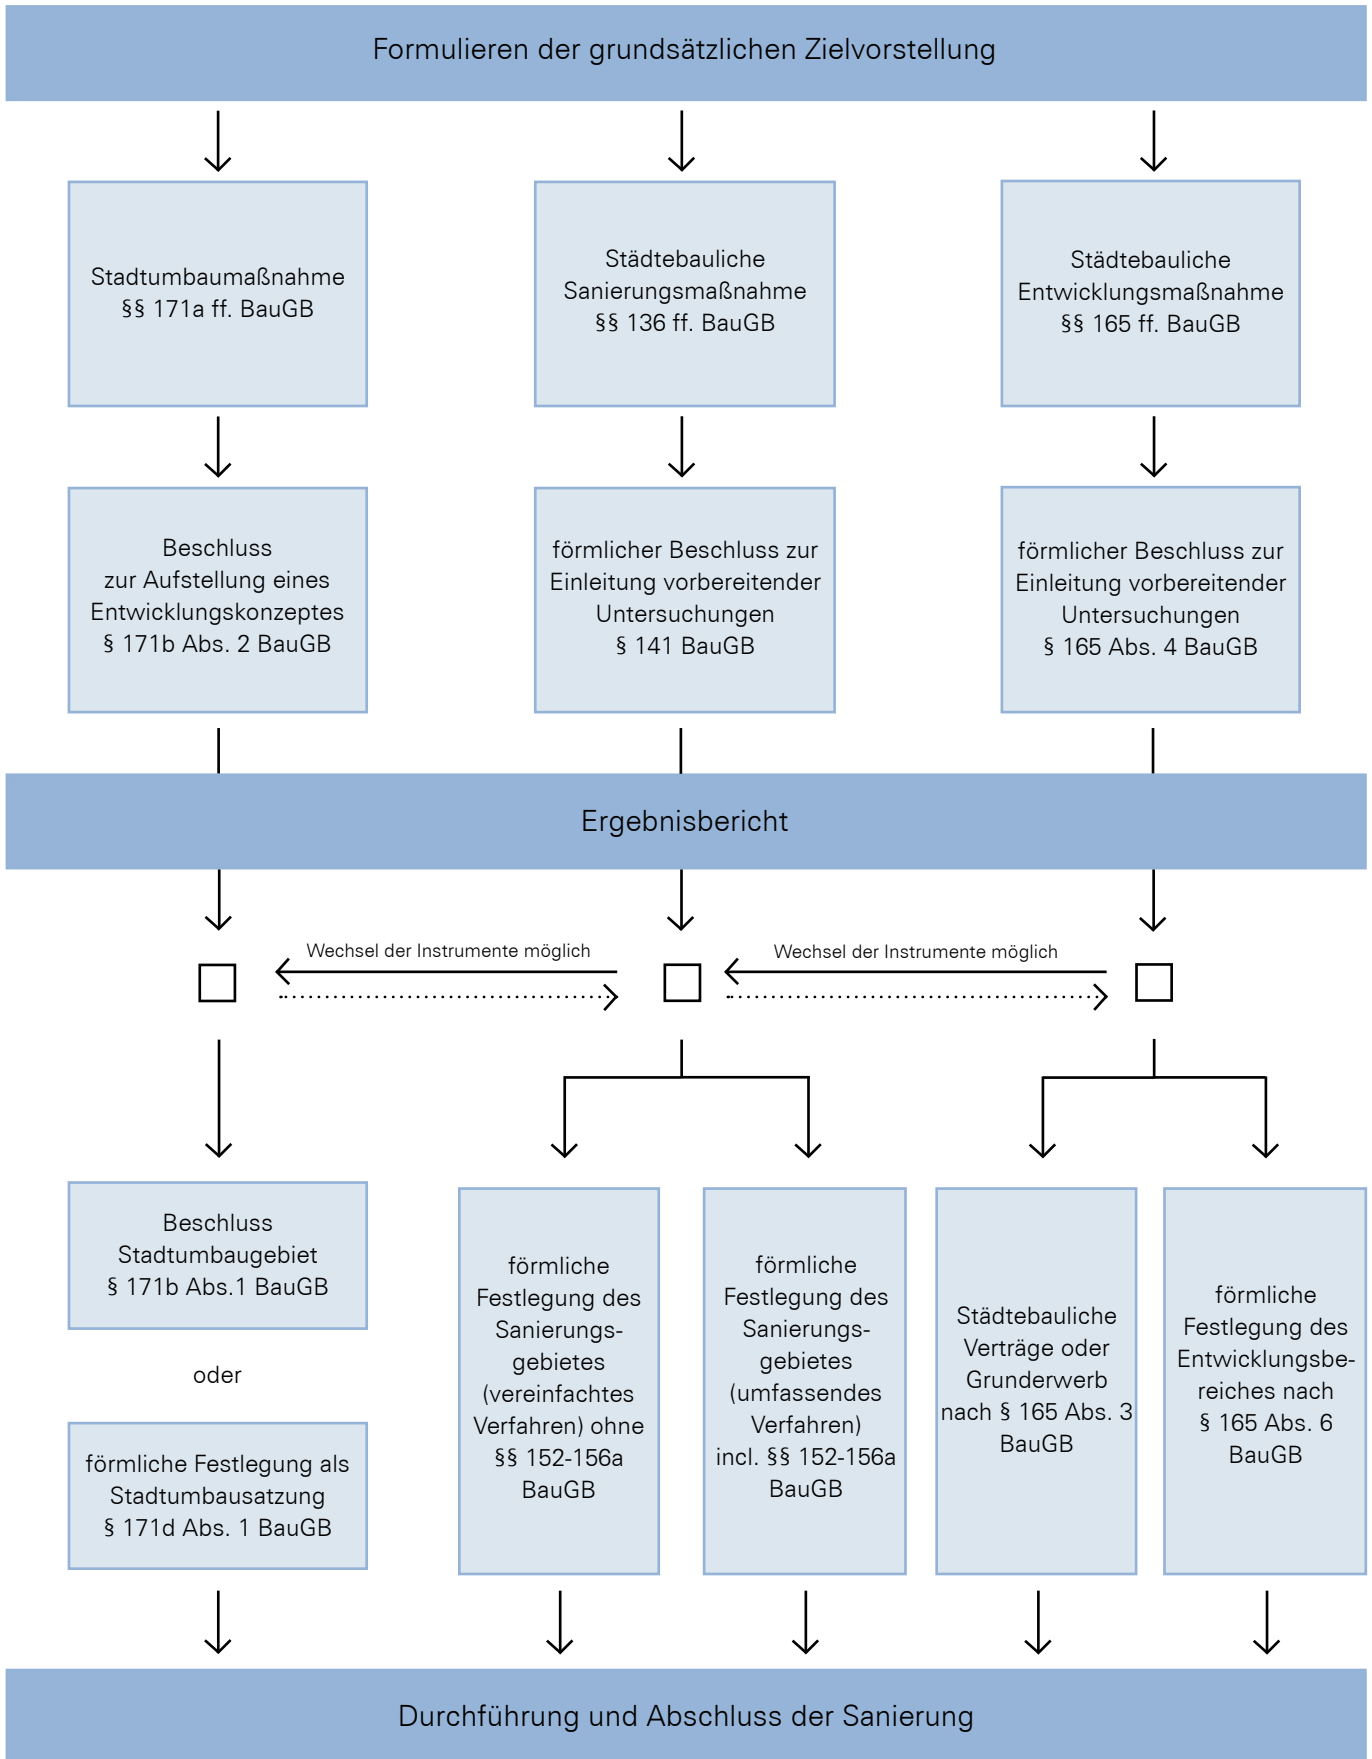 Formulieren der grundsätzlichen Zielvorstellung
Stadtumbaumaßnahme
§§ 171a ff. BauGB
Städtebauliche
Sanierungsmaßnahme
§§ 136 ff. BauGB
Städtebauliche
Entwicklungsmaßnahme
§§ 165 ff. BauGB
Beschluss
zur Aufstellung eines
Entwicklungskonzeptes
§ 171b Abs. 2 BauGB
förmlicher Beschluss zur
Einleitung vorbereitender
Untersuchungen
§ 141 BauGB
förmlicher Beschluss zur
Einleitung vorbereitender
Untersuchungen
§ 165 Abs. 4 BauGB
Ergebnisbericht
Wechsel der Instrumente möglich
Wechsel der Instrumente möglich
Beschluss
Stadtumbaugebiet
§ 171b Abs.1 BauGB
oder
förmliche Festlegung als
Stadtumbausatzung
§ 171d Abs. 1 BauGB
förmliche
Festlegung des
Sanierungs-
gebietes
(vereinfachtes
Verfahren) ohne
§§ 152-156a
BauGB
förmliche
Festlegung des
Sanierungs-
gebietes
(umfassendes
Verfahren)
incl. §§ 152-156a
BauGB
Städtebauliche
Verträge oder
Grunderwerb
nach § 165 Abs. 3
BauGB
förmliche
Festlegung des
Entwicklungsbe-
reiches nach
§ 165 Abs. 6
BauGB
Durchführung und Abschluss der Sanierung